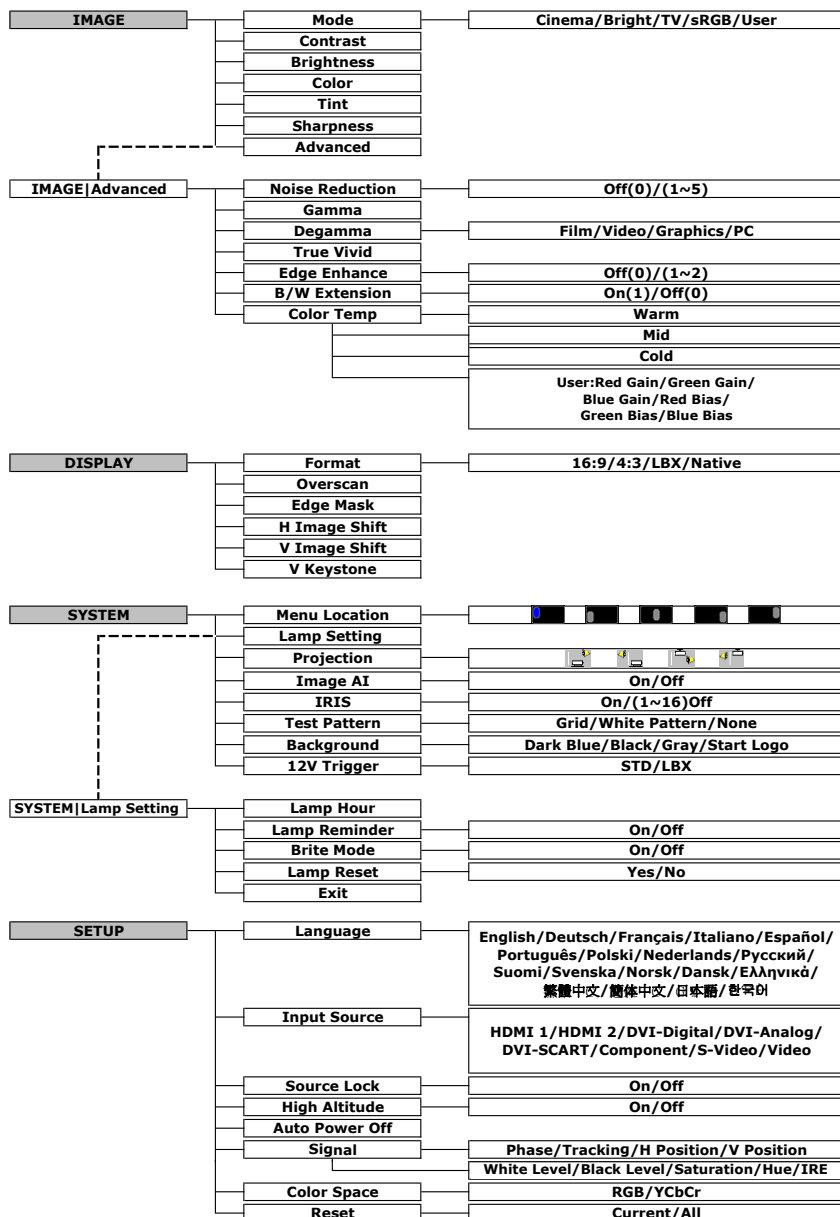 IMAGE
Mode
Cinema/Bright/TV/sRGB/User
Contrast
Brightness
Color
Tint
Sharpness
Advanced
IMAGE|Advanced
Noise Reduction
Off(0)/(1~5)
Gamma
Degamma
Film/Video/Graphics/PC
True Vivid
Edge Enhance
Off(0)/(1~2)
B/W Extension
On(1)/Off(0)
Color Temp
Warm
Mid
Cold
User:Red Gain/Green Gain/
Blue Gain/Red Bias/
Green Bias/Blue Bias
DISPLAY
Format
16:9/4:3/LBX/Native
Overscan
Edge Mask
H Image Shift
V Image Shift
V Keystone
SYSTEM
Menu Location
Lamp Setting
Projection
Image AI
On/Off
IRIS
On/(1~16)Off
Test Pattern
Grid/White Pattern/None
Background
Dark Blue/Black/Gray/Start Logo
12V Trigger
STD/LBX
SYSTEM|Lamp Setting
Lamp Hour
Lamp Reminder
On/Off
Brite Mode
On/Off
Lamp Reset
Yes/No
Exit
SETUP
Language
English/Deutsch/Français/Italiano/Español/
Português/Polski/Nederlands/Русский/
Suomi/Svenska/Norsk/Dansk/Ελληνικά/
繁體中文/簡体中文/日本語/한국어
Input Source
HDMI 1/HDMI 2/DVI-Digital/DVI-Analog/
DVI-SCART/Component/S-Video/Video
Source Lock
On/Off
High Altitude
On/Off
Auto Power Off
Signal
Phase/Tracking/H Position/V Position
White Level/Black Level/Saturation/Hue/IRE
Color Space
RGB/YCbCr
Reset
Current/All